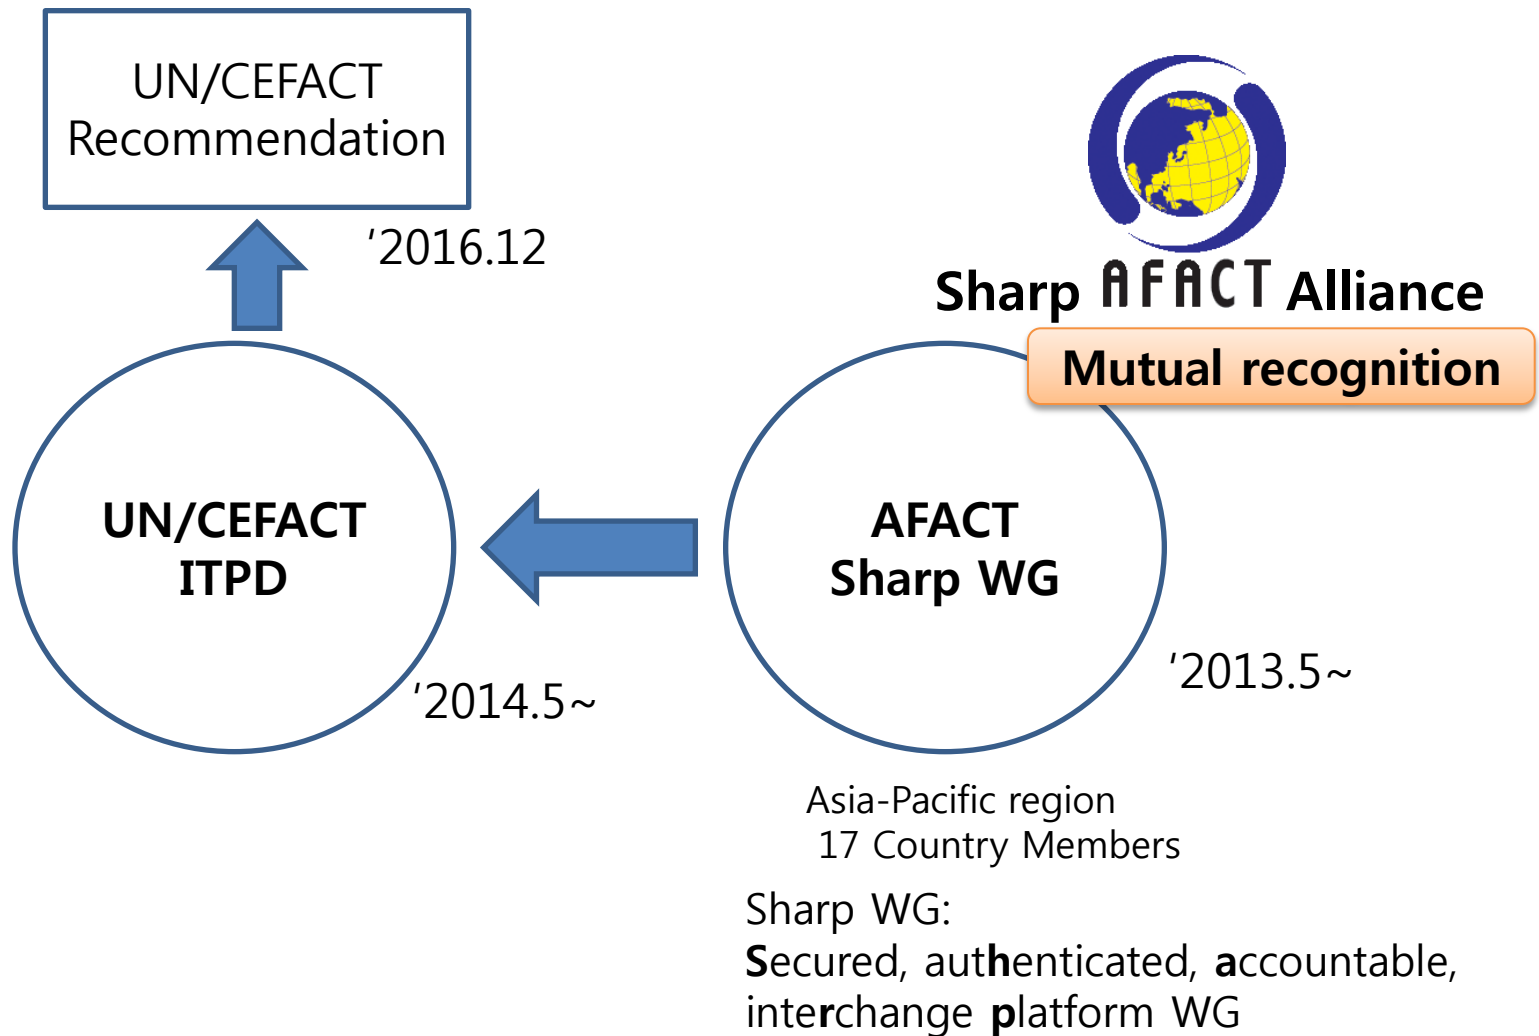 UN/CEFACT
Recommendation
‘2016.12
Sharp AFACT Alliance
Mutual recognition
UN/CEFACT
ITPD
AFACT
Sharp WG
‘2014.5~
‘2013.5~
Asia-Pacific region
17 Country Members
Sharp WG:
Secured, authenticated, accountable,
interchange platform WG